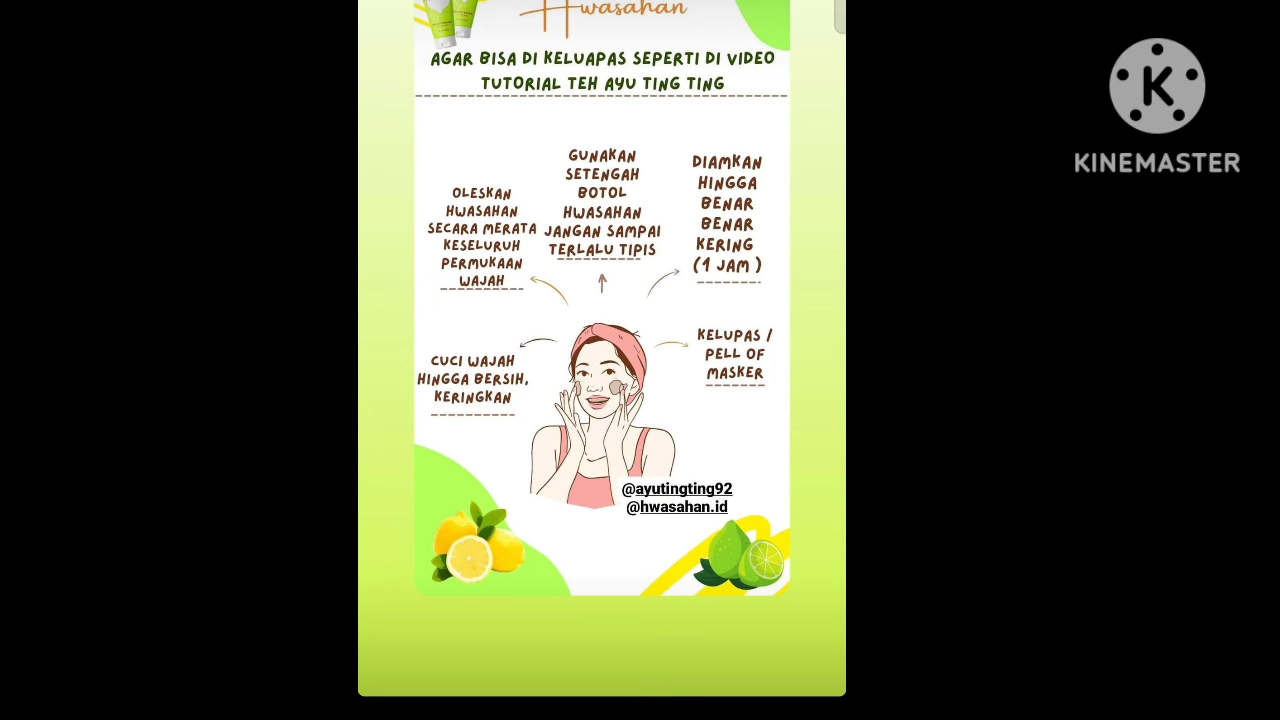 Hwasahan
AGAR BISA DI KELUAPAS SEPERTI DI VIDEO
TUTORIAL TEH AYU TING TING
OLESKAN
HWASAHAN
SECARA MERATA
KESELURUH
PERMUKAAN
WAJAH
GUNAKAN
SETENGAH
BOTOL
HWASAHAN
JANGAN SAMPAI
TERLALU TIPIS
DIAMKAN
HINGGA
BENAR
BENAR
KERING
(1 JAM )
CUCI WAJAH
HINGGA BERSIH,
KERINGKAN
KELUPAS /
PELL OF
MASKER
@ayutingting92
@hwasahan.id
K
KINEMASTER